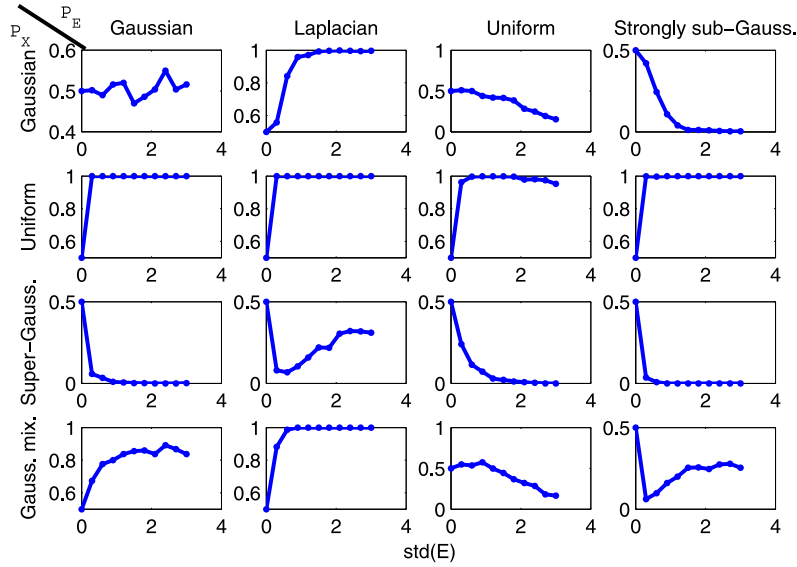 P_X P_E
Gaussian Laplacian Uniform Strongly sub-Gauss.
Gaussian
0.6 1 1 0.5
0.5 0.8 0.5
0.4 0.6 0 0
0 2 4 0 2 4 0 2 4 0 2 4
Uniform
1 1 1 1
0.8 0.8 0.8 0.8
0.6 0.6 0.6 0.6
0 2 4 0 2 4 0 2 4 0 2 4
Super-Gauss.
0.5 0.5 0.5 0.5
0 0 0 0
0 2 4 0 2 4 0 2 4 0 2 4
Gauss. mix.
1 1 1 0.5
0.8 0.8 0.5
0.6 0.6 0 0
0 2 4 0 2 4 0 2 4 0 2 4
std(E)